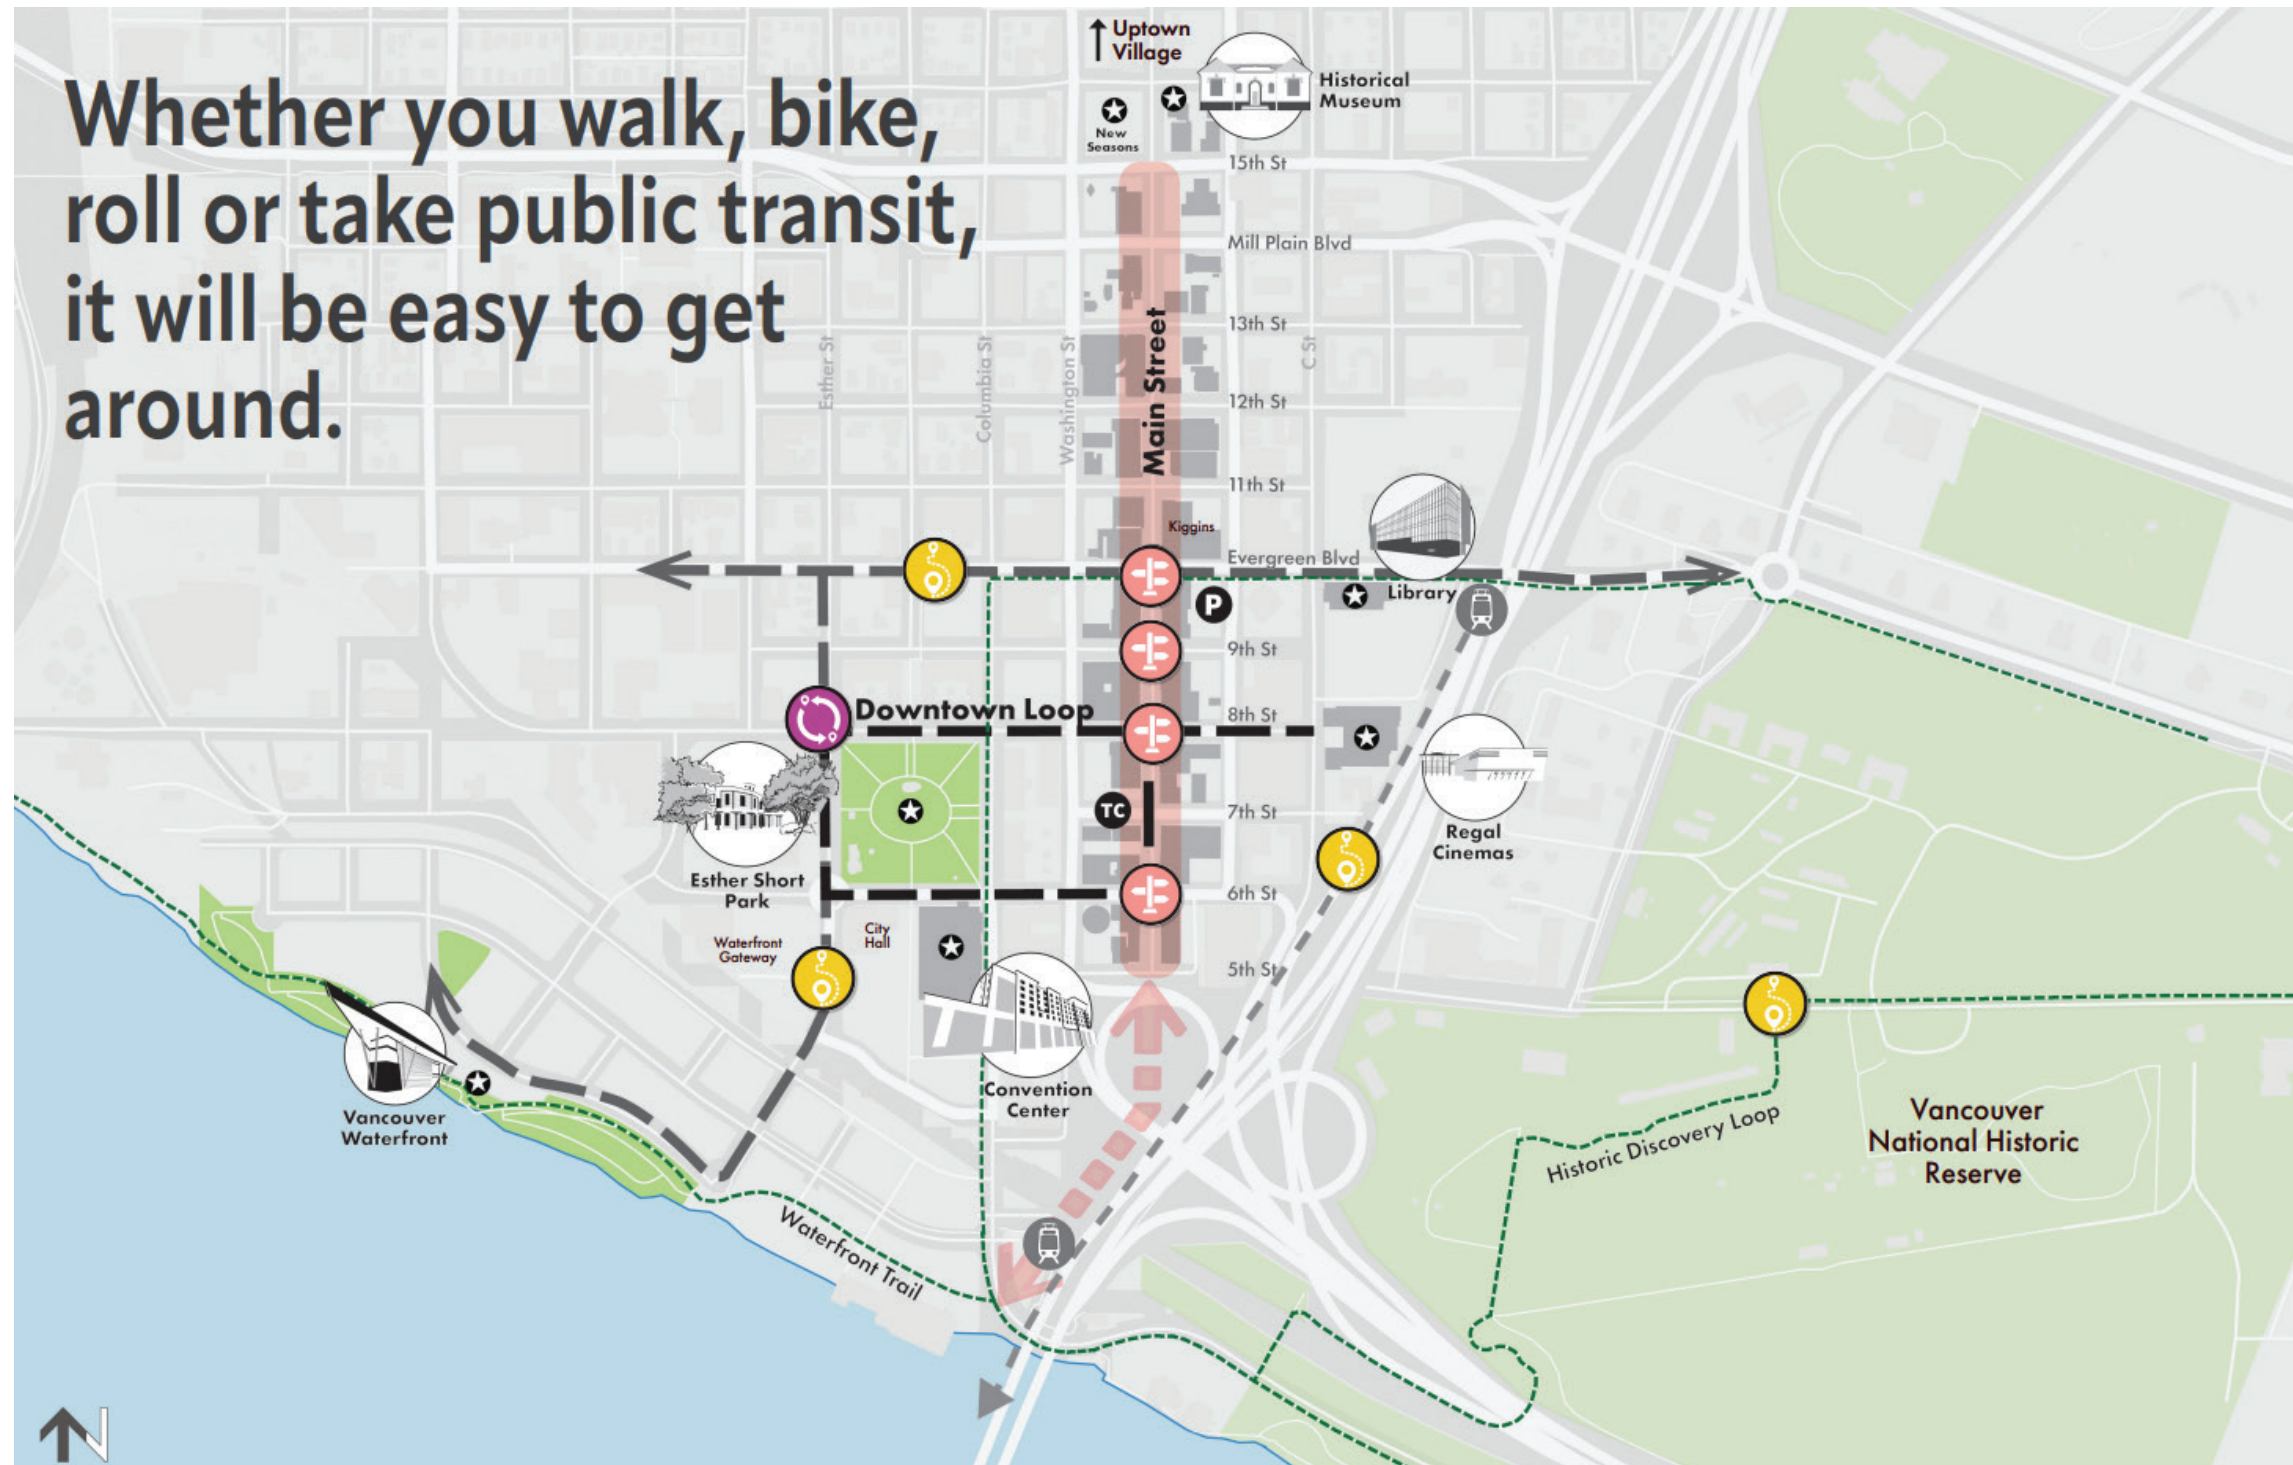 Whether you walk, bike,
roll or take public transit,
it will be easy to get
around.
Uptown
Village
Historical
Museum
New
Seasons
15th St
Mill Plain Blvd
Main Street
13th St
Esther St
Columbia St
Washington St
C St
12th St
11th St
Kiggins
Evergreen Blvd
Library
P
9th St
Downtown Loop
8th St
TC
7th St
Regal
Cinemas
Esther Short
Park
6th St
City
Hall
Waterfront
Gateway
5th St
Convention
Center
Vancouver
Waterfront
Historic Discovery Loop
Vancouver
National Historic
Reserve
Waterfront Trail
N